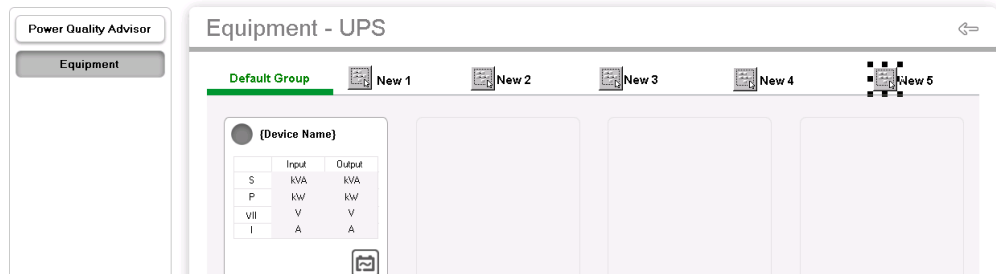 Power Quality Advisor
Equipment
Equipment - UPS
Default Group New 1 New 2 New 3 New 4 New 5
{Device Name}
Input Output
S kVA kVA
P kW kW
Vll V V
I A A